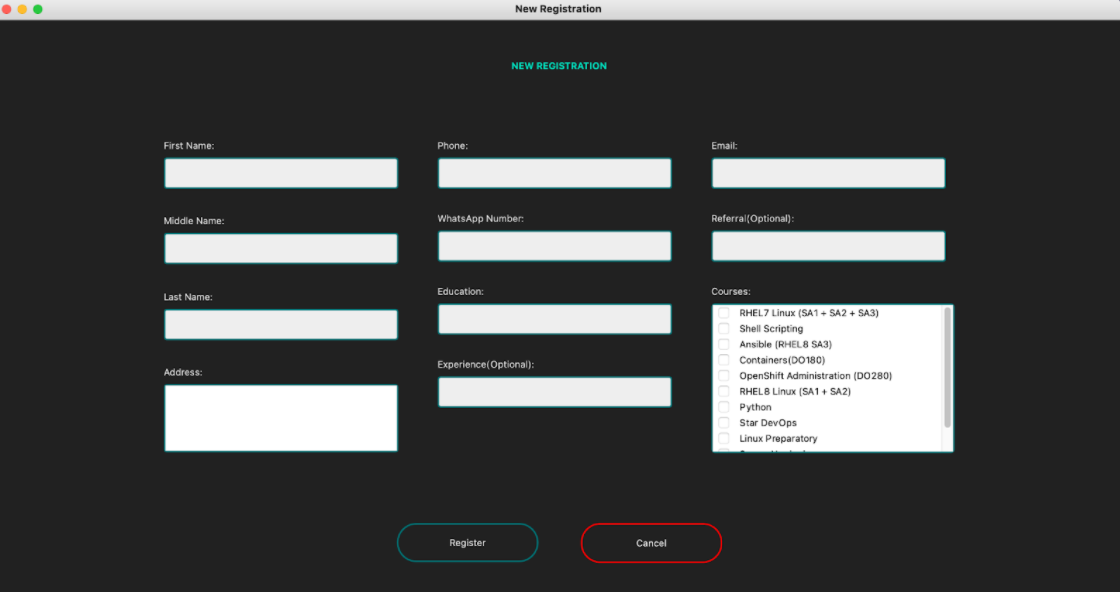 New Registration
NEW REGISTRATION
First Name:
Phone:
Email:
Middle Name:
WhatsApp Number:
Referral(Optional):
Last Name:
Education:
Courses:
RHEL7 Linux (SA1 + SA2 + SA3)
Shell Scripting
Ansible (RHEL8 SA3)
Containers(DO180)
OpenShift Administration (DO280)
RHEL8 Linux (SA1 + SA2)
Python
Star DevOps
Linux Preparatory
Address:
Experience(Optional):
Register
Cancel